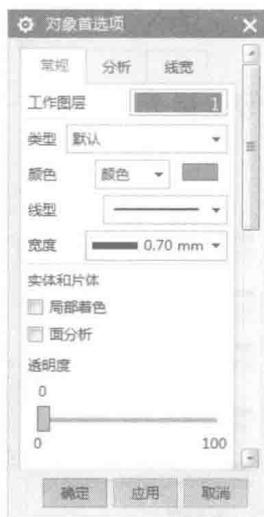 对象首选项
常规 分析 线宽
工作图层 1
类型 默认
颜色 颜色
线型
宽度 0.70 mm
实体和片体
局部着色
面分析
透明度
0
0 100
确定 应用 取消